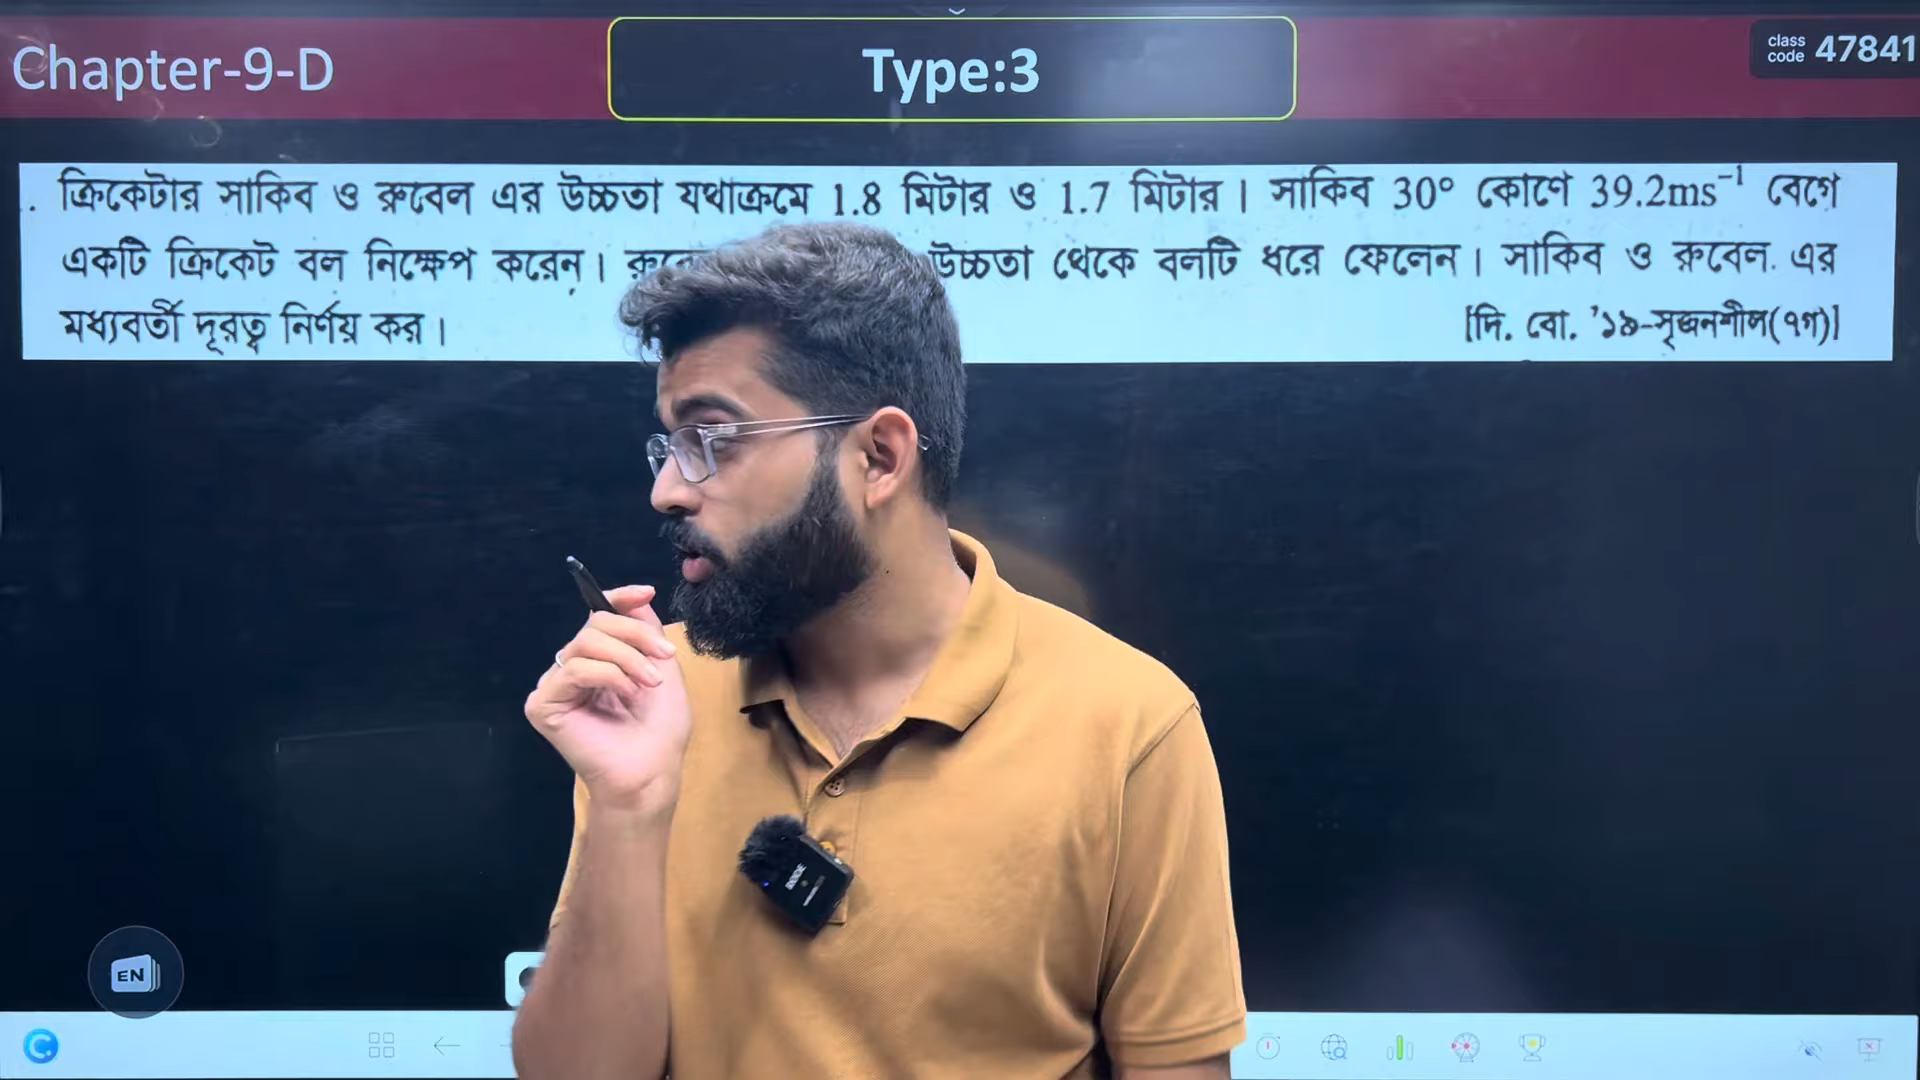 Chapter-9-D
Type:3
class code 47841
ক্রিকেটার সাকিব ও রুবেল এর উচ্চতা যথাক্রমে 1.8 মিটার ও 1.7 মিটার। সাকিব 30° কোণে 39.2ms⁻¹ বেগে
একটি ক্রিকেট বল নিক্ষেপ করেন। উচ্চতা থেকে বলটি ধরে ফেলেন। সাকিব ও রুবেল এর
মধ্যবর্তী দূরত্ব নির্ণয় কর।
[দি. বো. '১৯-সৃজনশীল(৭গ)]
EN